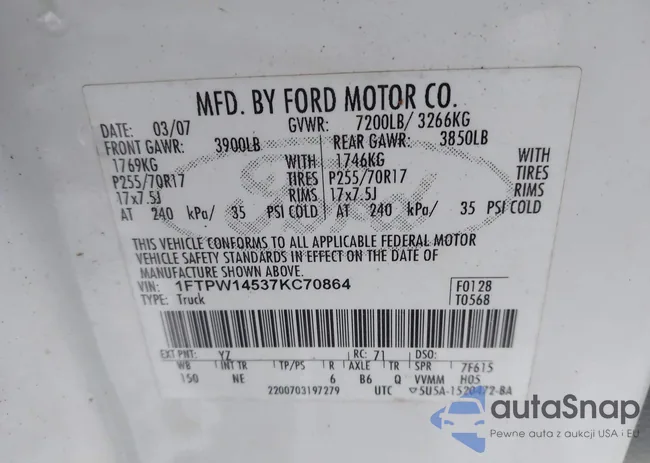 MFD. BY FORD MOTOR CO.
DATE: 03/07 GVWR: 7200LB/ 3266KG
FRONT GAWR: 3900LB REAR GAWR: 3850LB
1769KG WITH 1746KG WITH
P255/70R17 TIRES P255/70R17 TIRES
17x7.5J RIMS 17x7.5J RIMS
AT 240 kPa/ 35 PSI COLD AT 240 kPa/ 35 PSI COLD
Ford
THIS VEHICLE CONFORMS TO ALL APPLICABLE FEDERAL MOTOR
VEHICLE SAFETY STANDARDS IN EFFECT ON THE DATE OF
MANUFACTURE SHOWN ABOVE.
VIN: 1FTPW14537KC70864 F0128
TYPE: Truck T0568
EXT PNT: YZ RC: 71 DSO:
WB INT TR TP/PS R AXLE TR SPR 7F615
150 NE 6 B6 Q VVMM H05
2200703197279 UTC ▽5U5A-1520472-BA
autaSnap
Pewne auta z aukcji USA i EU